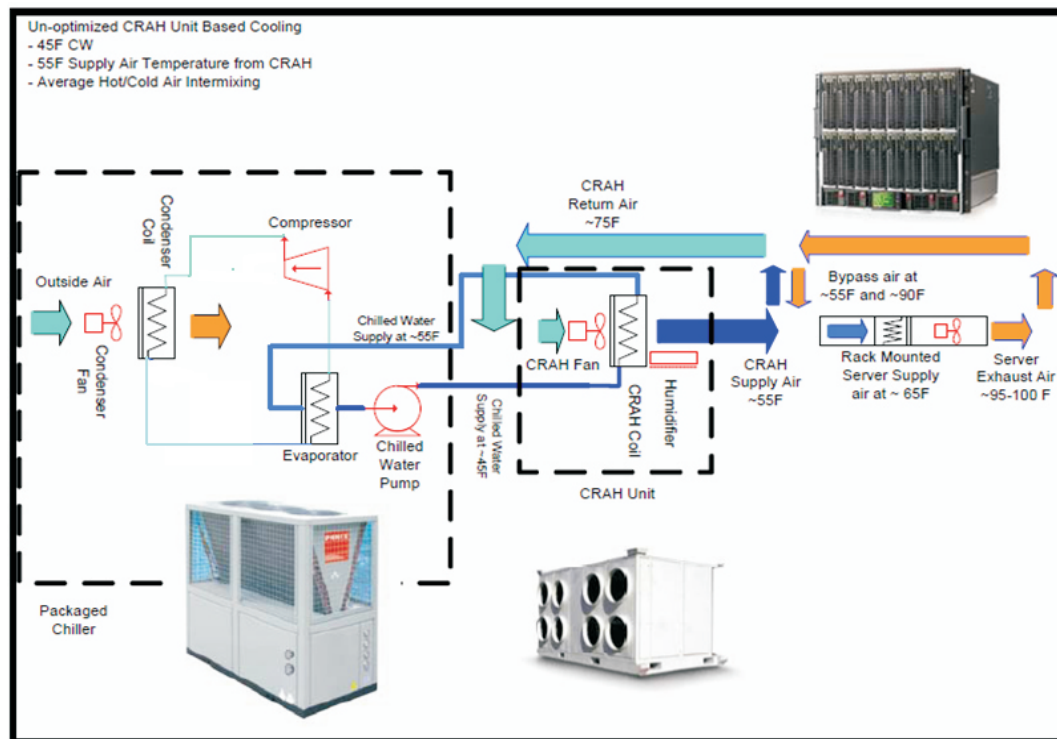 Un-optimized CRAH Unit Based Cooling
- 45F CW
- 55F Supply Air Temperature from CRAH
- Average Hot/Cold Air Intermixing
CRAH
Return Air
~75F
Condenser
Coil
Compressor
Outside Air
Condenser
Fan
Chilled Water
Supply at ~55F
Bypass air at
~55F and ~90F
CRAH Fan
CRAH Coil
Humidifier
CRAH
Supply Air
~55F
Rack Mounted
Server Supply
air at ~ 65F
Server
Exhaust Air
~95-100 F
Evaporator
Chilled
Water
Pump
Chilled Water
Supply at ~45F
CRAH Unit
Packaged
Chiller